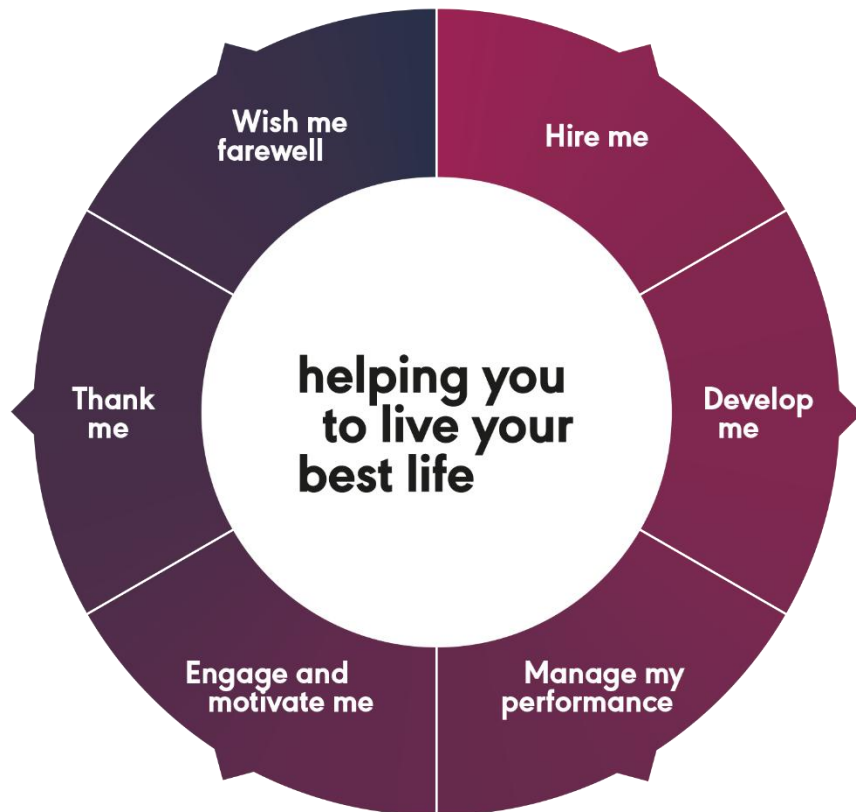 Hire me
Develop
me
Manage my
performance
Engage and
motivate me
Thank
me
Wish me
farewell
helping you
to live your
best life